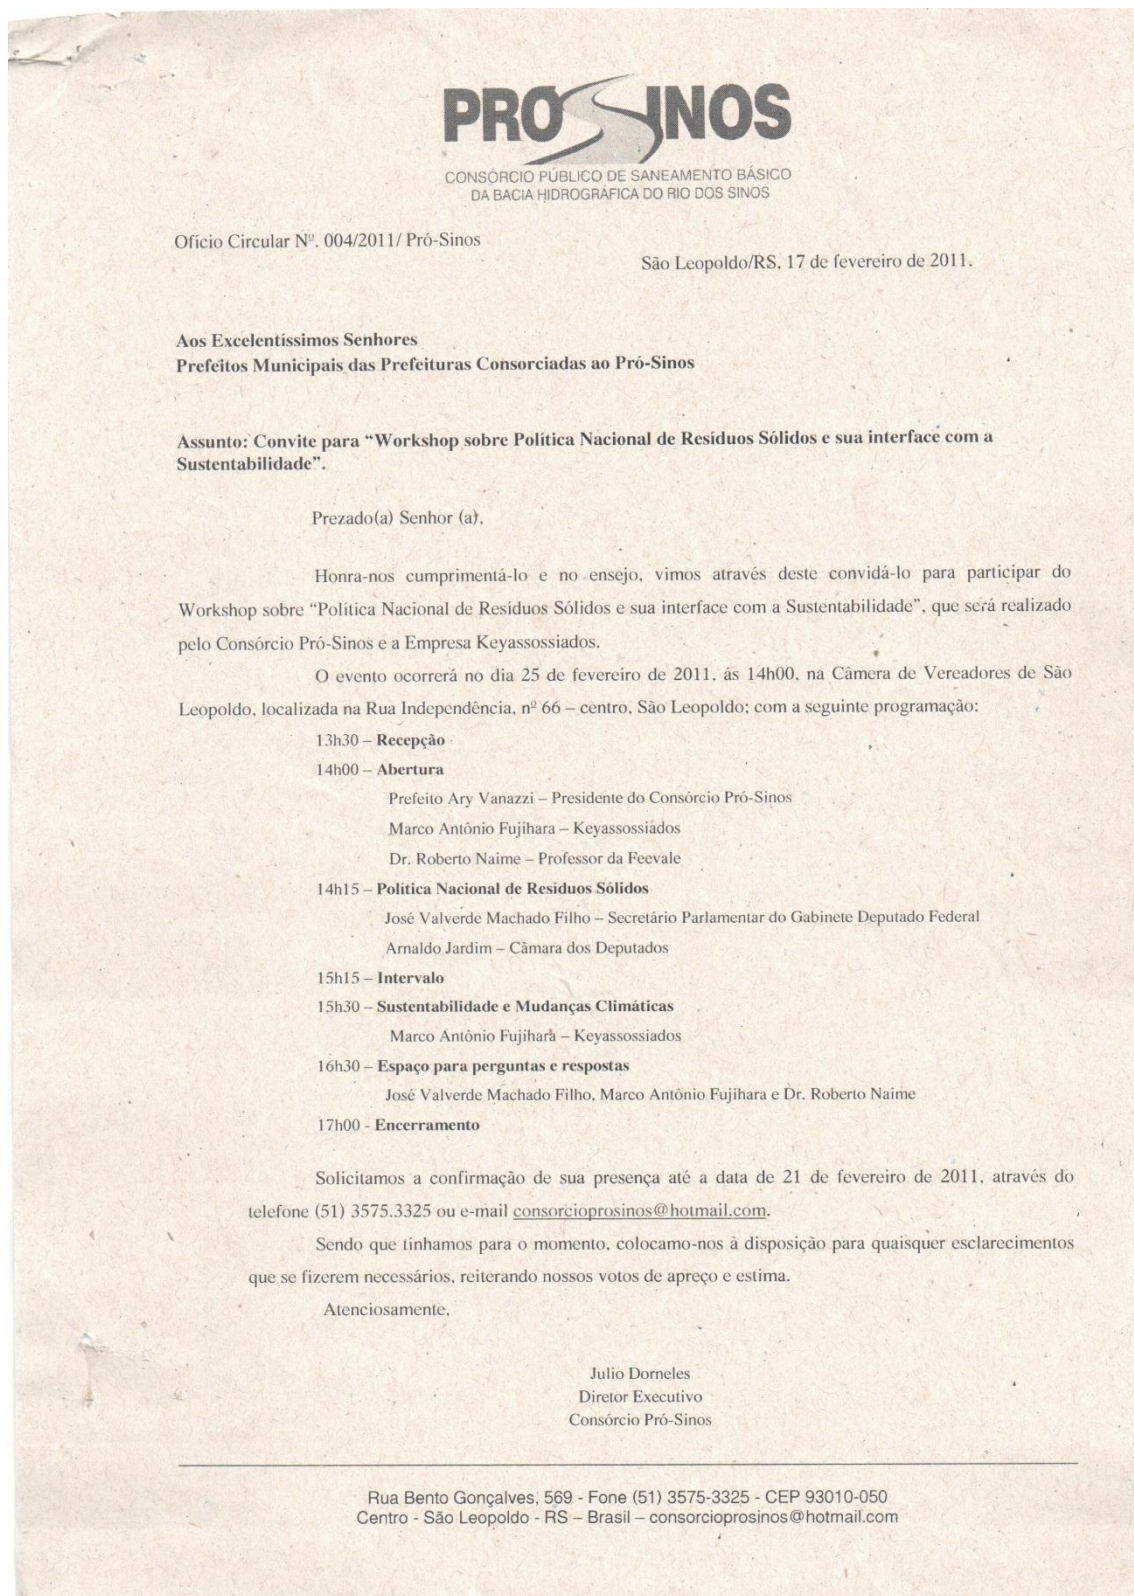 PRÓSINOS
CONSÓRCIO PÚBLICO DE SANEAMENTO BÁSICO
DA BACIA HIDROGRÁFICA DO RIO DOS SINOS
Ofício Circular Nº. 004/2011/ Pró-Sinos
São Leopoldo/RS, 17 de fevereiro de 2011.
Aos Excelentíssimos Senhores
Prefeitos Municipais das Prefeituras Consorciadas ao Pró-Sinos
Assunto: Convite para “Workshop sobre Política Nacional de Resíduos Sólidos e sua interface com a
Sustentabilidade”.
Prezado(a) Senhor (a),
Honra-nos cumprimentá-lo e no ensejo, vimos através deste convidá-lo para participar do
Workshop sobre “Política Nacional de Resíduos Sólidos e sua interface com a Sustentabilidade”, que será realizado
pelo Consórcio Pró-Sinos e a Empresa Keyassossiados.
O evento ocorrerá no dia 25 de fevereiro de 2011, ás 14h00, na Câmera de Vereadores de São
Leopoldo, localizada na Rua Independência, nº 66 – centro, São Leopoldo; com a seguinte programação:
13h30 – Recepção
14h00 – Abertura
Prefeito Ary Vanazzi – Presidente do Consórcio Pró-Sinos
Marco Antônio Fujihara – Keyassossiados
Dr. Roberto Naime – Professor da Feevale
14h15 – Política Nacional de Resíduos Sólidos
José Valverde Machado Filho – Secretário Parlamentar do Gabinete Deputado Federal
Arnaldo Jardim – Câmara dos Deputados
15h15 – Intervalo
15h30 – Sustentabilidade e Mudanças Climáticas
Marco Antônio Fujihara – Keyassossiados
16h30 – Espaço para perguntas e respostas
José Valverde Machado Filho, Marco Antônio Fujihara e Dr. Roberto Naime
17h00 - Encerramento
Solicitamos a confirmação de sua presença até a data de 21 de fevereiro de 2011, através do
telefone (51) 3575.3325 ou e-mail consorcioprosinos@hotmail.com.
Sendo que tínhamos para o momento, colocamo-nos à disposição para quaisquer esclarecimentos
que se fizerem necessários, reiterando nossos votos de apreço e estima.
Atenciosamente,
Julio Dorneles
Diretor Executivo
Consórcio Pró-Sinos
Rua Bento Gonçalves, 569 - Fone (51) 3575-3325 - CEP 93010-050
Centro - São Leopoldo - RS – Brasil – consorcioprosinos@hotmail.com